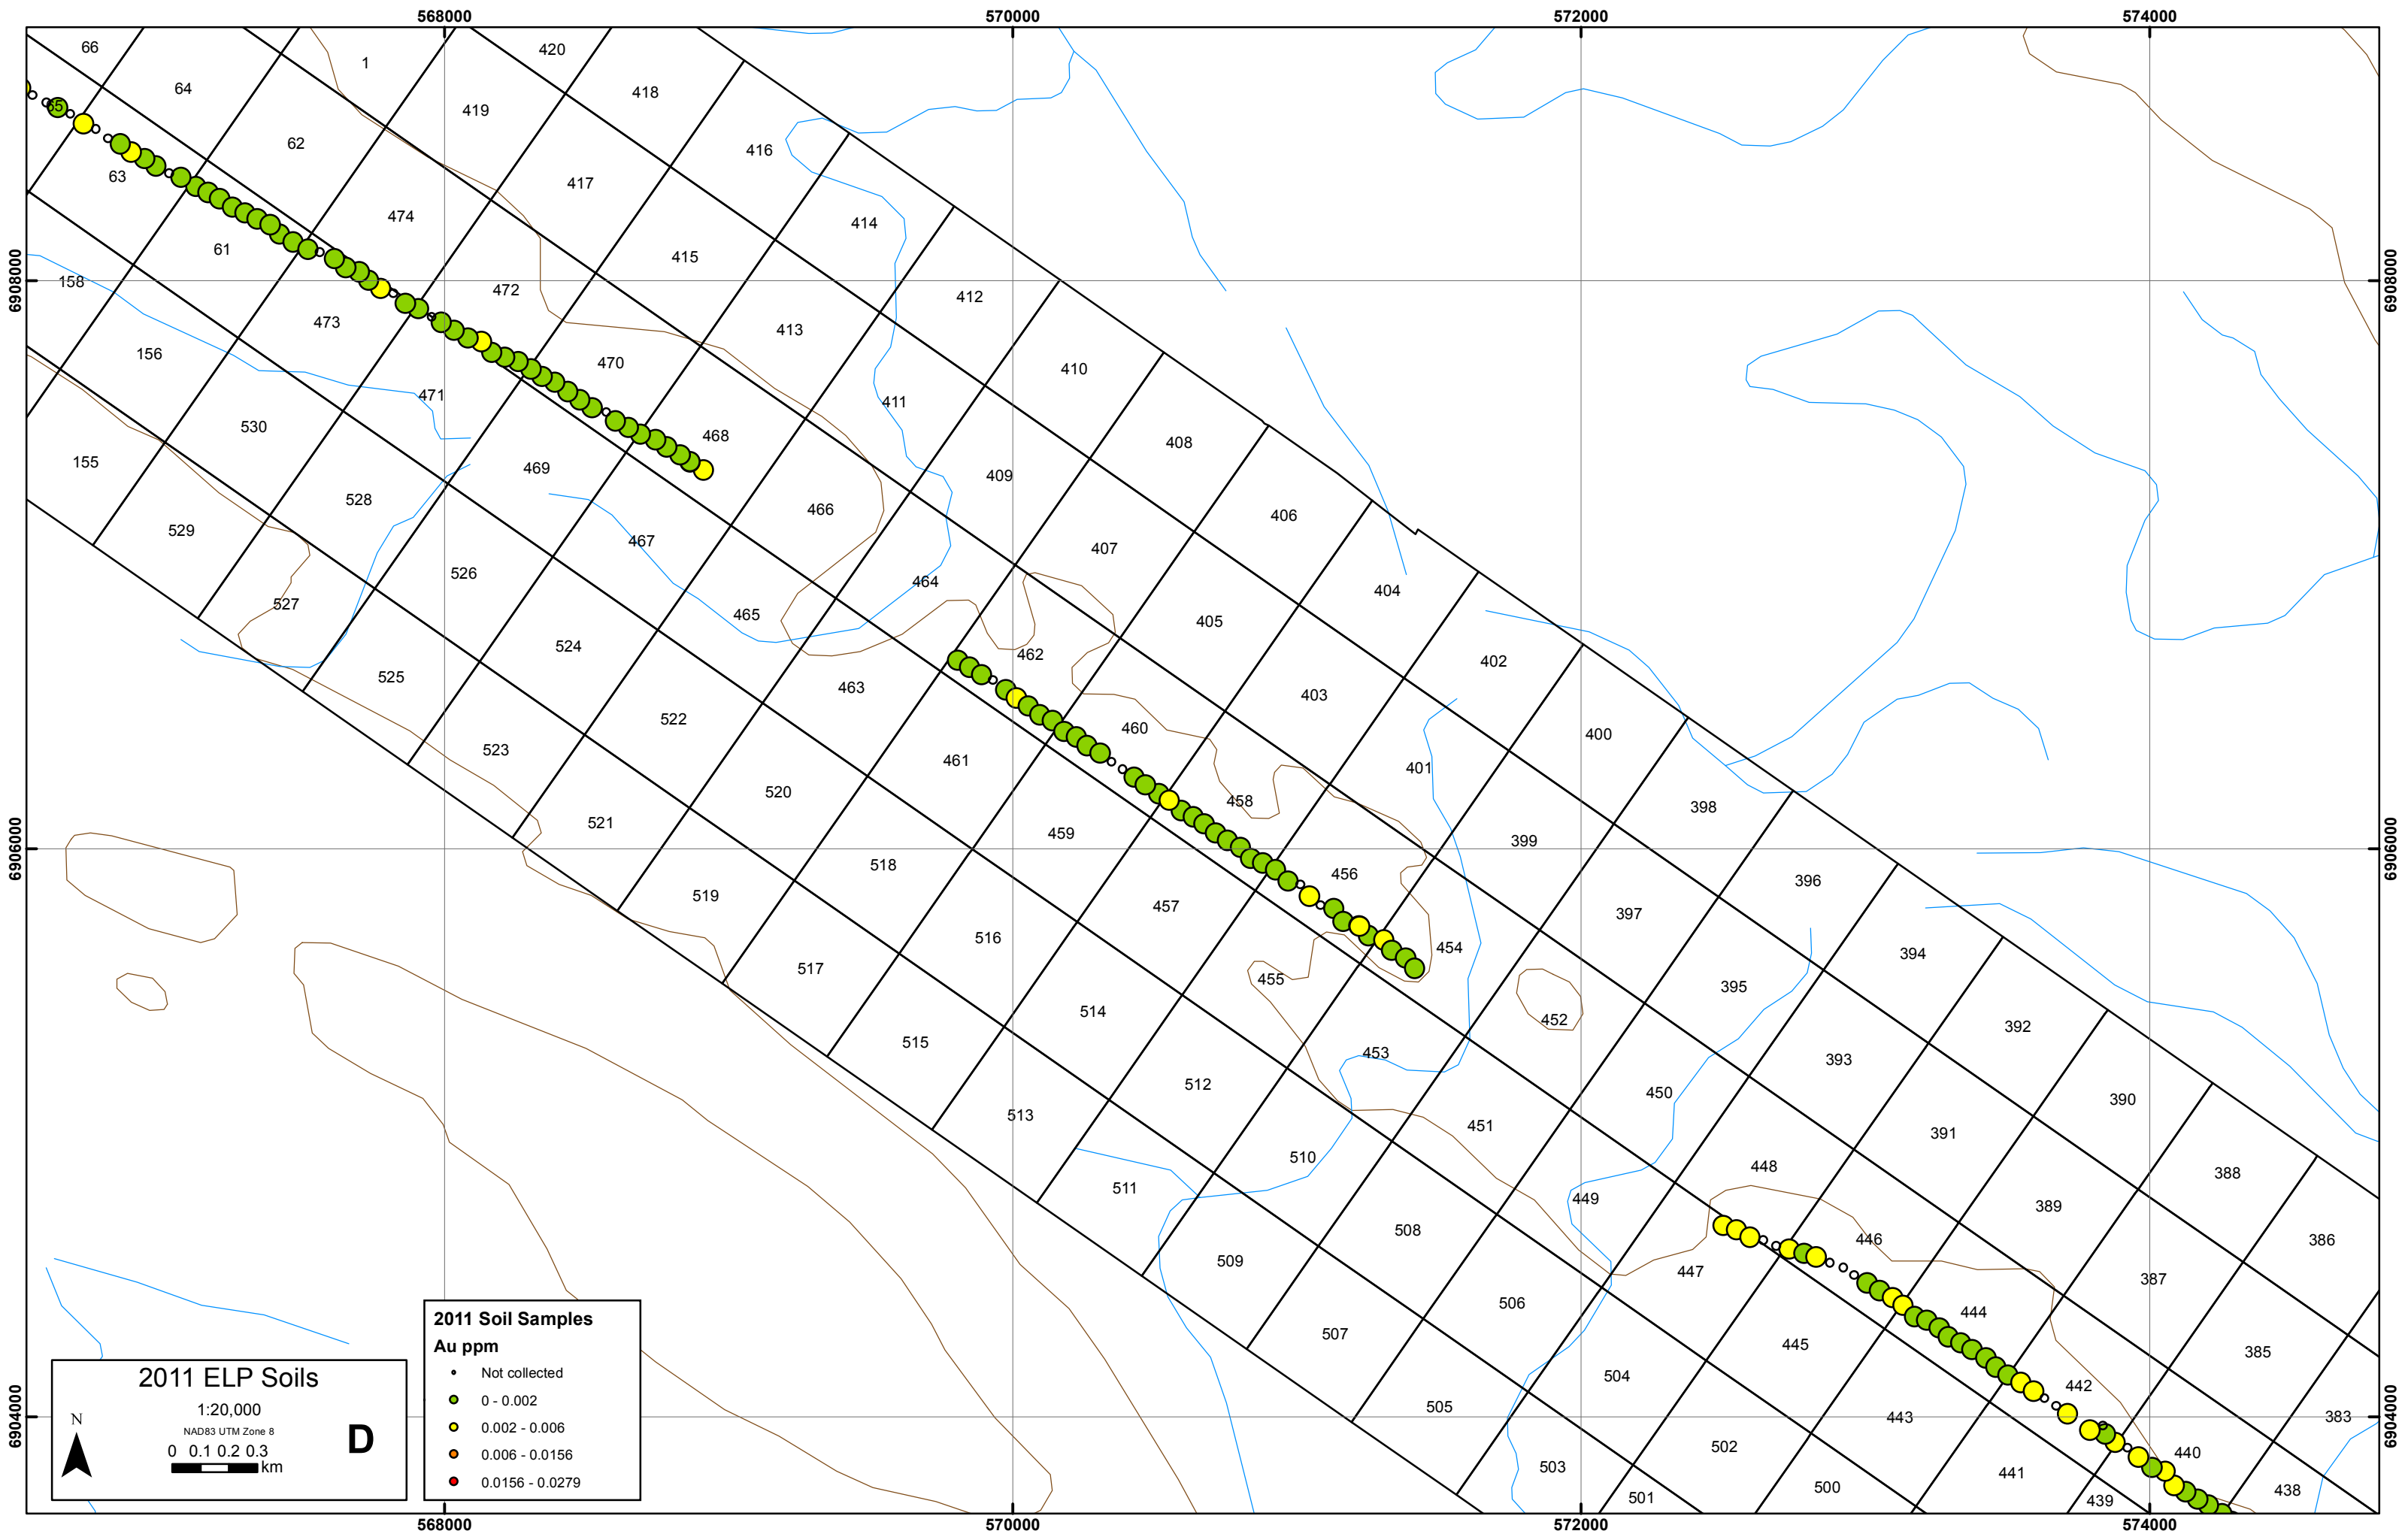 568000 570000 572000 574000
66 1 420
64 418
65 419
62 416
63 417
474 414
61 415
158 472 412
473 413
156 470 410
471 411
530 468 408
155 469 409
528 466 406
529 467 407
526 464 404
527 465 405
524 462 402
525 463 403
522 460 400
523 461 401
520 458 398
521 459 399
518 456 396
519 457 397
516 454 394
517 455 395
514 452 392
515 453 393
512 450 390
513 451 391
510 448 388
511 449 389
508 446 386
509 447 387
506 444 385
507 445 442
504 443 383
505 502 440
503 500 441 438
501 439
6908000 6908000
6906000 6906000
6904000 6904000
2011 ELP Soils
1:20,000
NAD83 UTM Zone 8
N
0 0.1 0.2 0.3
km
D
2011 Soil Samples
Au ppm
Not collected
0 - 0.002
0.002 - 0.006
0.006 - 0.0156
0.0156 - 0.0279
568000 570000 572000 574000